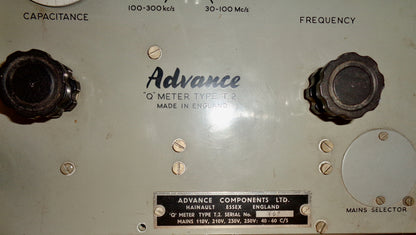 100-300 kc/s
30-100 Mc/s
CAPACITANCE
FREQUENCY
Advance
"Q" METER TYPE T.2.
MADE IN ENGLAND
ADVANCE COMPONENTS LTD.
HAINAULT ESSEX ENGLAND
"Q" METER TYPE T.2. SERIAL No.
MAINS 110V, 210V, 230V, 250V: 40-60 C/S
MAINS SELECTOR